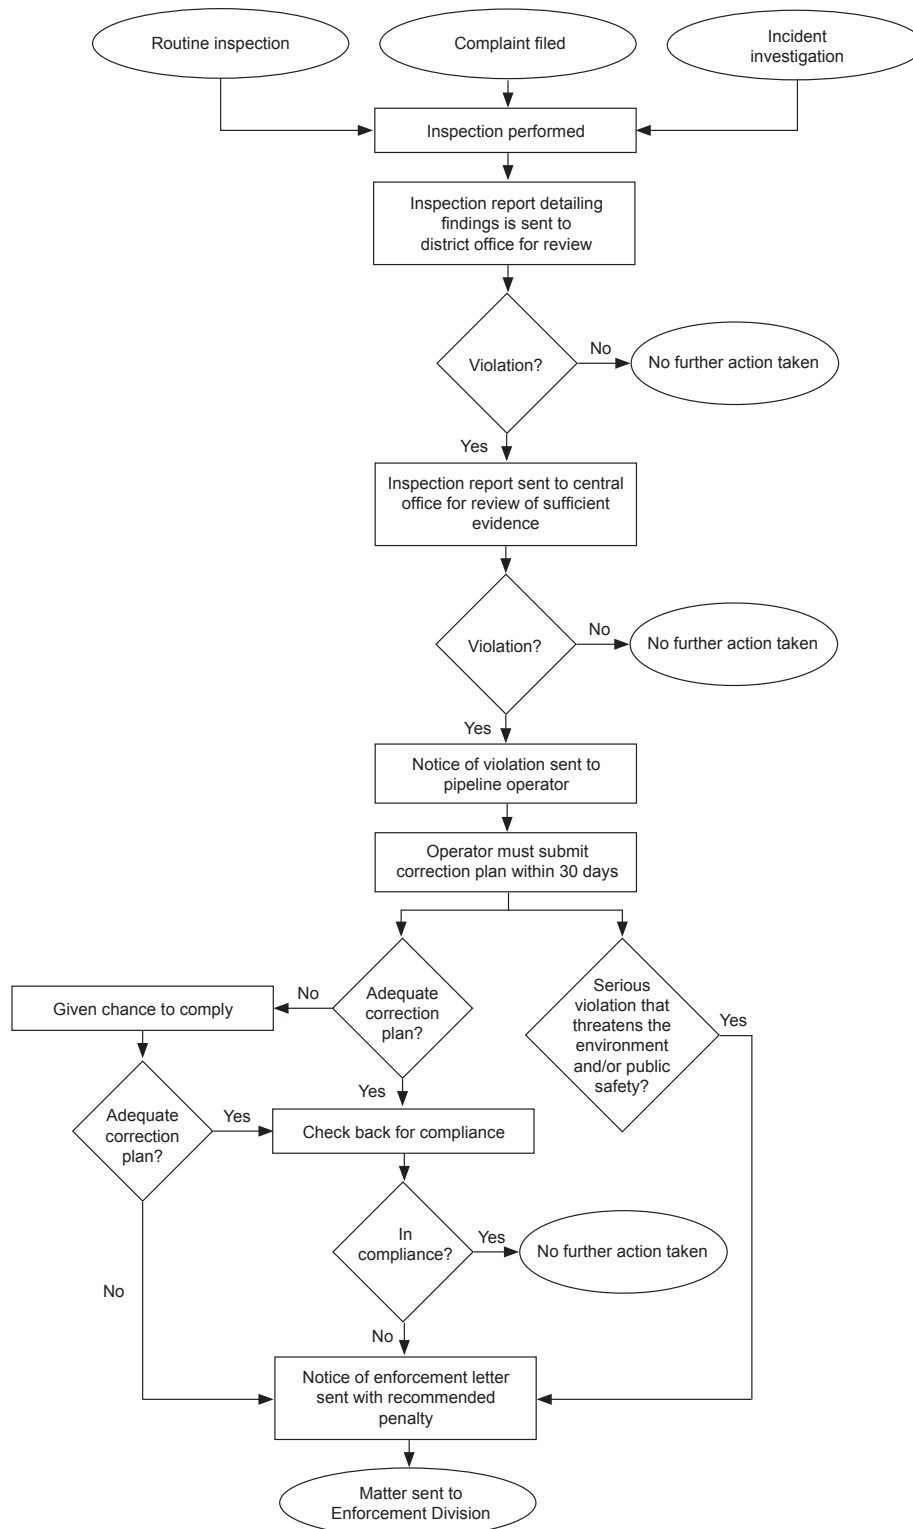 Routine inspection
Complaint filed
Incident
investigation
Inspection performed
Inspection report detailing
findings is sent to
district office for review
Violation?
No
No further action taken
Yes
Inspection report sent to central
office for review of sufficient
evidence
Violation?
No
No further action taken
Yes
Notice of violation sent to
pipeline operator
Operator must submit
correction plan within 30 days
Given chance to comply
No
Adequate
correction
plan?
Serious
violation that
threatens the
environment
and/or public
safety?
Yes
Yes
Adequate
correction
plan?
Yes
Check back for compliance
In
compliance?
Yes
No further action taken
No
No
Notice of enforcement letter
sent with recommended
penalty
Matter sent to
Enforcement Division